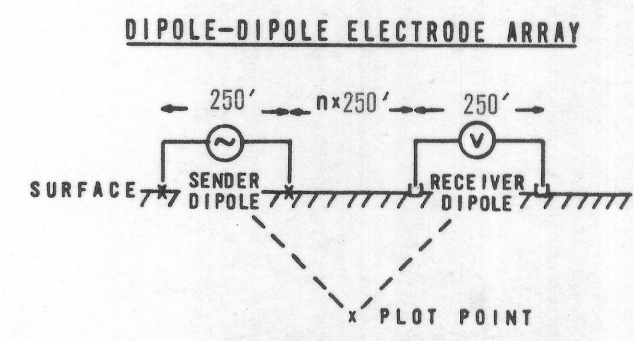 DIPOLE-DIPOLE ELECTRODE ARRAY
250′ n×250′ 250′
~ V
SURFACE SENDER DIPOLE RECEIVER DIPOLE
x PLOT POINT